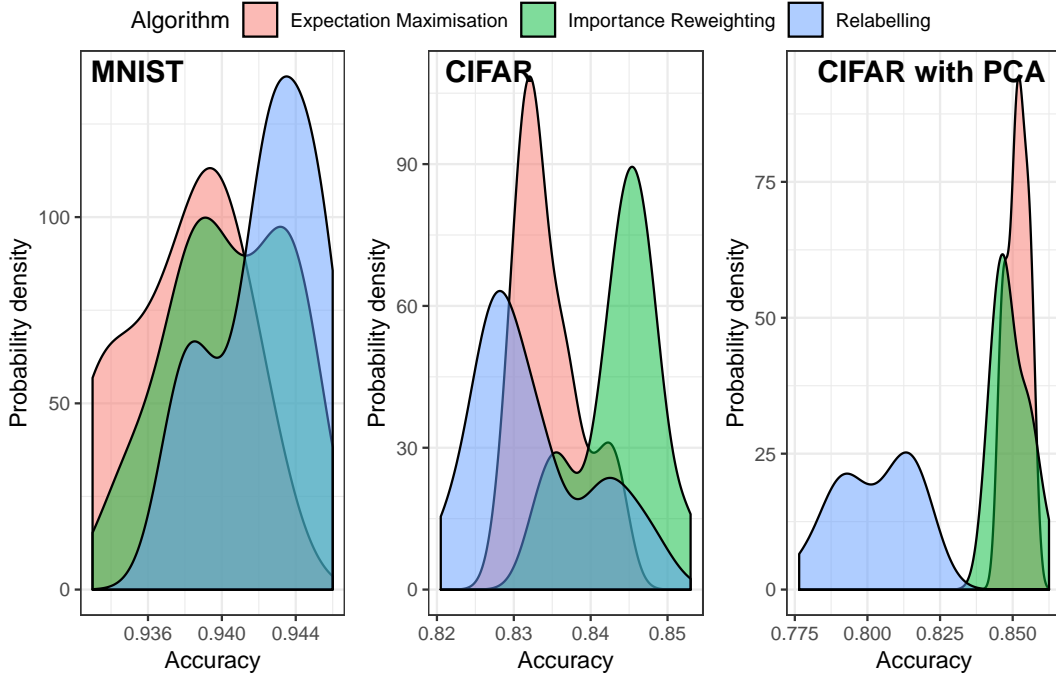 Algorithm Expectation Maximisation Importance Reweighting Relabelling
MNIST
Probability density
100
50
0
0.936 0.940 0.944
Accuracy
CIFAR
Probability density
90
60
30
0
0.82 0.83 0.84 0.85
Accuracy
CIFAR with PCA
Probability density
75
50
25
0
0.775 0.800 0.825 0.850
Accuracy